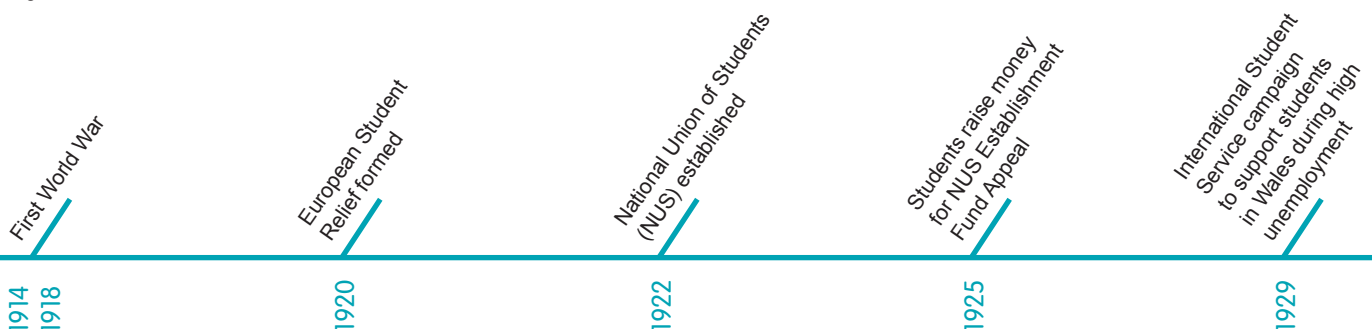 First World War
1914
1918
European Student
Relief formed
1920
National Union of Students
(NUS) established
1922
Students raise money
for NUS Establishment
Fund Appeal
1925
International Student
Service campaign
to support students
in Wales during high
unemployment
1929